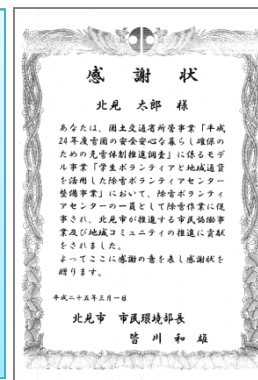 感謝状
北見 太郎 様
あなたは、国土交通省所管事業「平成
24年度雪国の安全安心な暮らし確保の
ための克雪体制推進調査」に係るモデ
ル事業「学生ボランティアと地域通貨
を活用した除雪ボランティアセンター
整備事業」において、除雪ボランティ
アセンターの一員として除雪作業に従
事され、北見市が推進する市民協働事
業及び地域コミュニティの推進に貢献
をされました。
よってここに感謝の意を表し感謝状を
贈ります。
平成二十五年三月一日
北見市 市民環境部長
皆川和雄